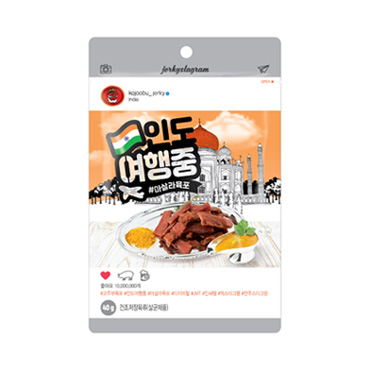 jerkystagram
OPEN▶
kajoobu_jerky
India
인도
여행중
#마살라육포
좋아요 10,000,000개
40g 건조저장육류(살균제품)